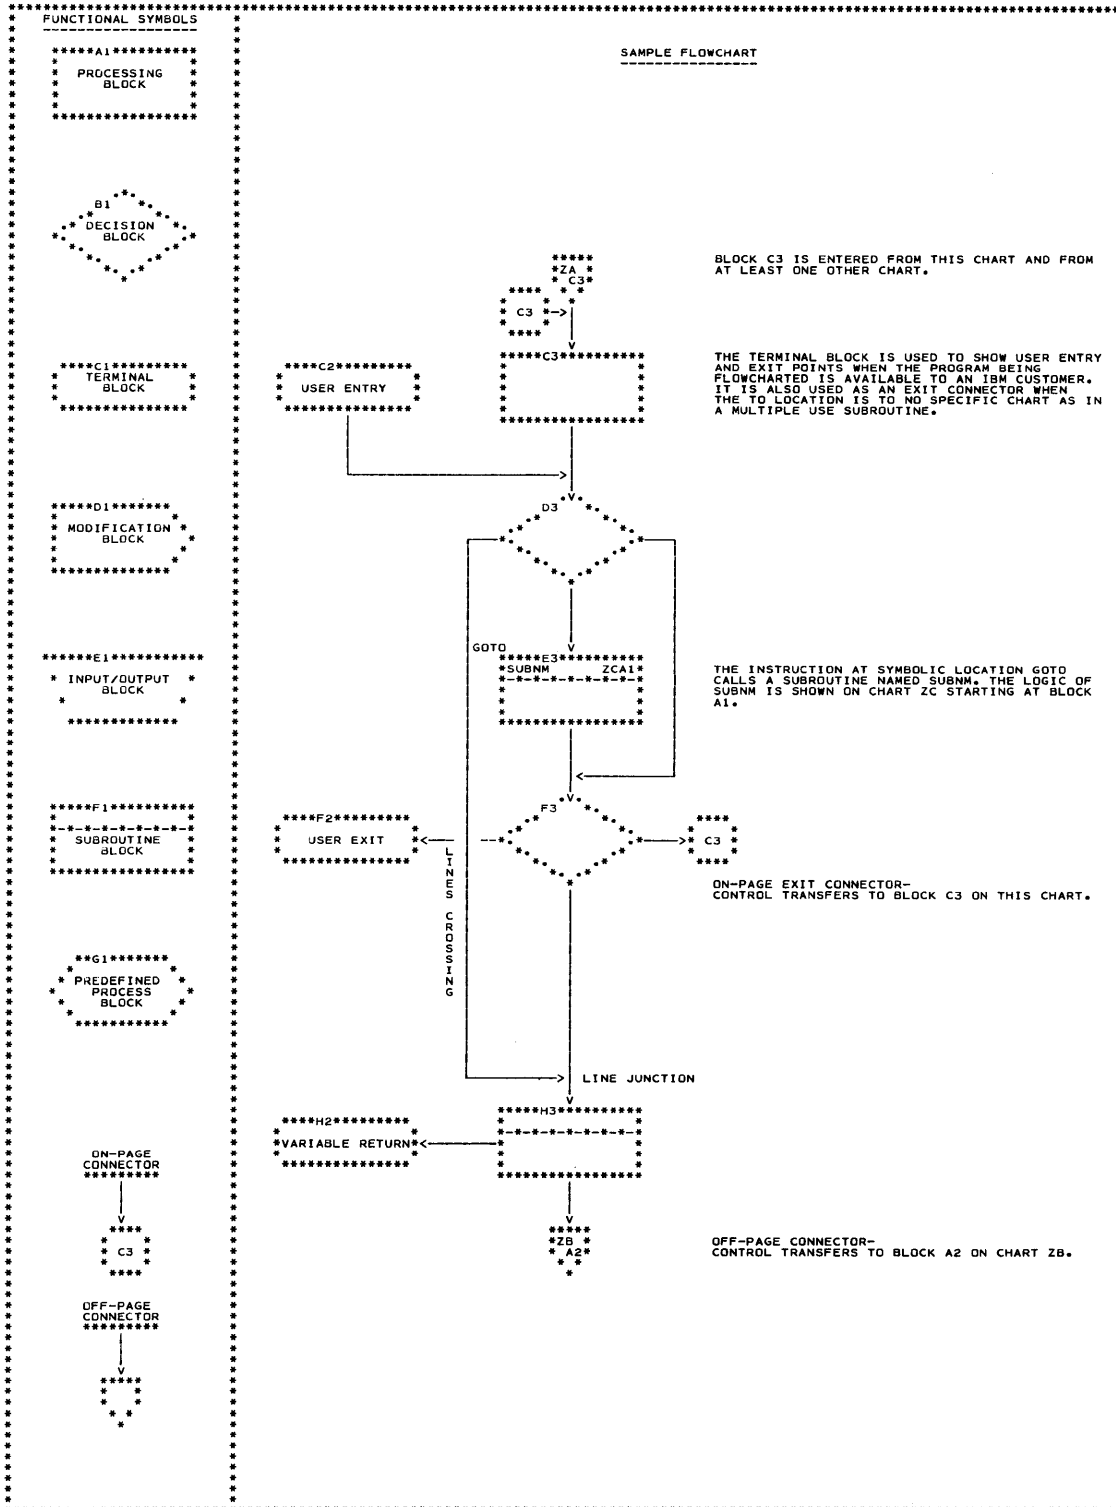 FUNCTIONAL SYMBOLS
A1
PROCESSING
BLOCK
B1
DECISION
BLOCK
C1
TERMINAL
BLOCK
D1
MODIFICATION
BLOCK
E1
INPUT/OUTPUT
BLOCK
F1
SUBROUTINE
BLOCK
G1
PREDEFINED
PROCESS
BLOCK
ON-PAGE
CONNECTOR
C3
OFF-PAGE
CONNECTOR
SAMPLE FLOWCHART
ZA
C3
C3
BLOCK C3 IS ENTERED FROM THIS CHART AND FROM
AT LEAST ONE OTHER CHART.
C2
USER ENTRY
C3
THE TERMINAL BLOCK IS USED TO SHOW USER ENTRY
AND EXIT POINTS WHEN THE PROGRAM BEING
FLOWCHARTED IS AVAILABLE TO AN IBM CUSTOMER.
IT IS ALSO USED AS AN EXIT CONNECTOR WHEN
THE TO LOCATION IS TO NO SPECIFIC CHART AS IN
A MULTIPLE USE SUBROUTINE.
D3
GOTO
E3
SUBNM ZCA1
THE INSTRUCTION AT SYMBOLIC LOCATION GOTO
CALLS A SUBROUTINE NAMED SUBNM. THE LOGIC OF
SUBNM IS SHOWN ON CHART ZC STARTING AT BLOCK
A1.
F2
USER EXIT
F3
C3
LINES CROSSING
ON-PAGE EXIT CONNECTOR-
CONTROL TRANSFERS TO BLOCK C3 ON THIS CHART.
LINE JUNCTION
H2
VARIABLE RETURN
H3
ZB
A2
OFF-PAGE CONNECTOR-
CONTROL TRANSFERS TO BLOCK A2 ON CHART ZB.